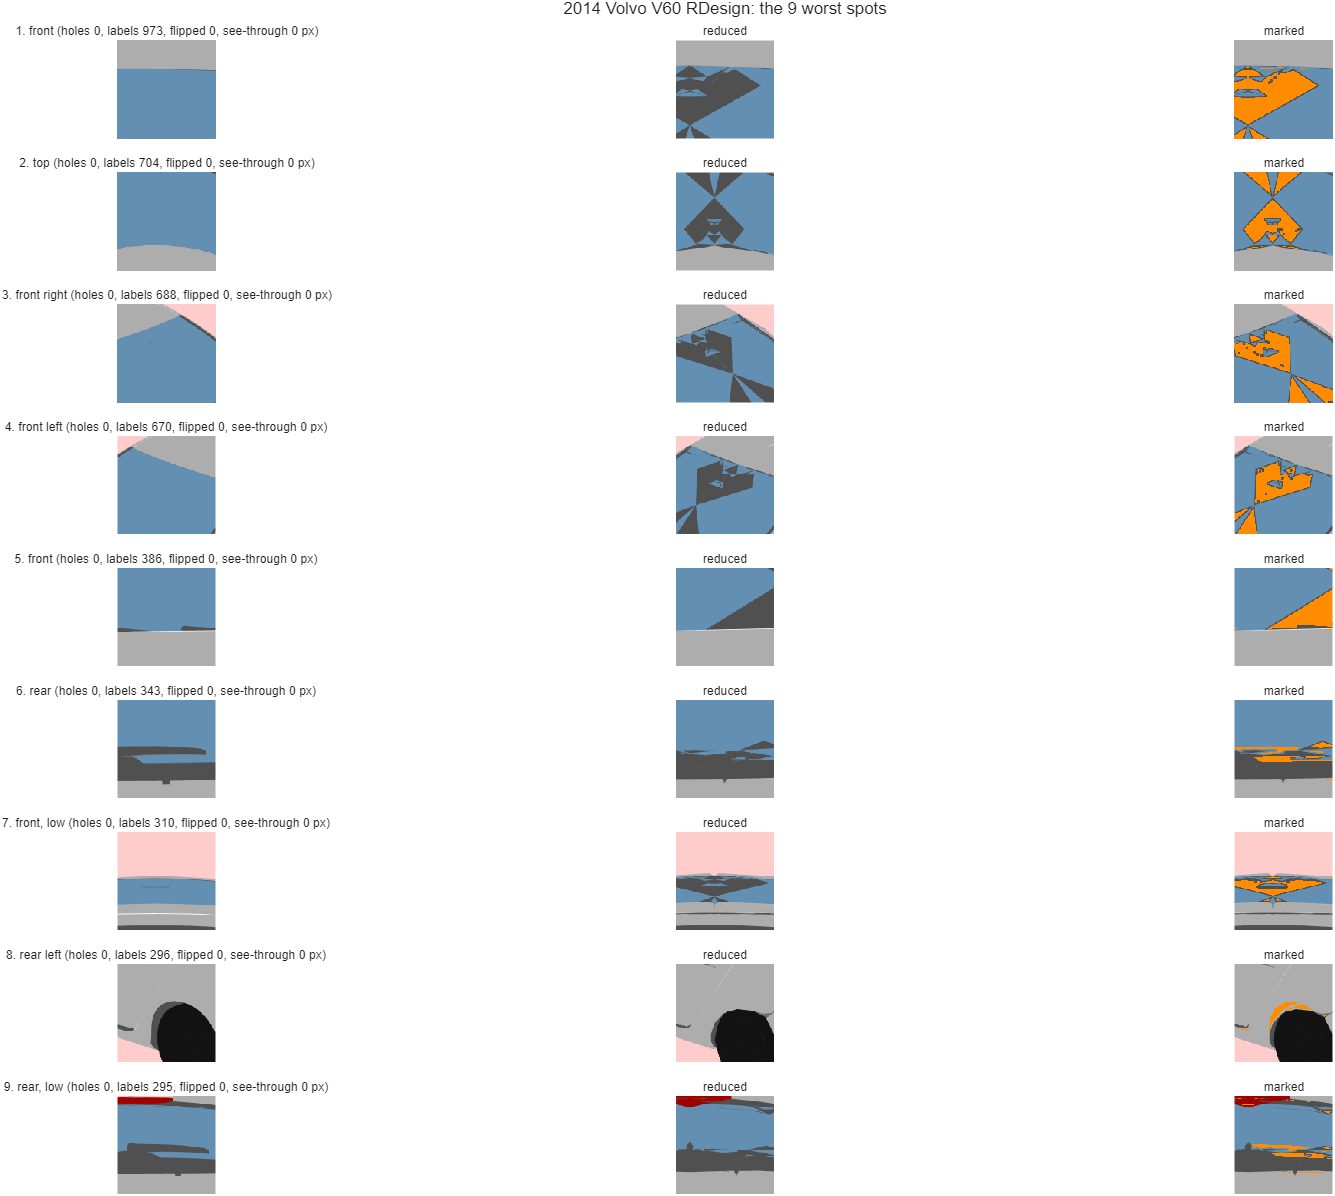 2014 Volvo V60 RDesign: the 9 worst spots
1. front (holes 0, labels 973, flipped 0, see-through 0 px)
reduced
marked
2. top (holes 0, labels 704, flipped 0, see-through 0 px)
reduced
marked
3. front right (holes 0, labels 688, flipped 0, see-through 0 px)
reduced
marked
4. front left (holes 0, labels 670, flipped 0, see-through 0 px)
reduced
marked
5. front (holes 0, labels 386, flipped 0, see-through 0 px)
reduced
marked
6. rear (holes 0, labels 343, flipped 0, see-through 0 px)
reduced
marked
7. front, low (holes 0, labels 310, flipped 0, see-through 0 px)
reduced
marked
8. rear left (holes 0, labels 296, flipped 0, see-through 0 px)
reduced
marked
9. rear, low (holes 0, labels 295, flipped 0, see-through 0 px)
reduced
marked